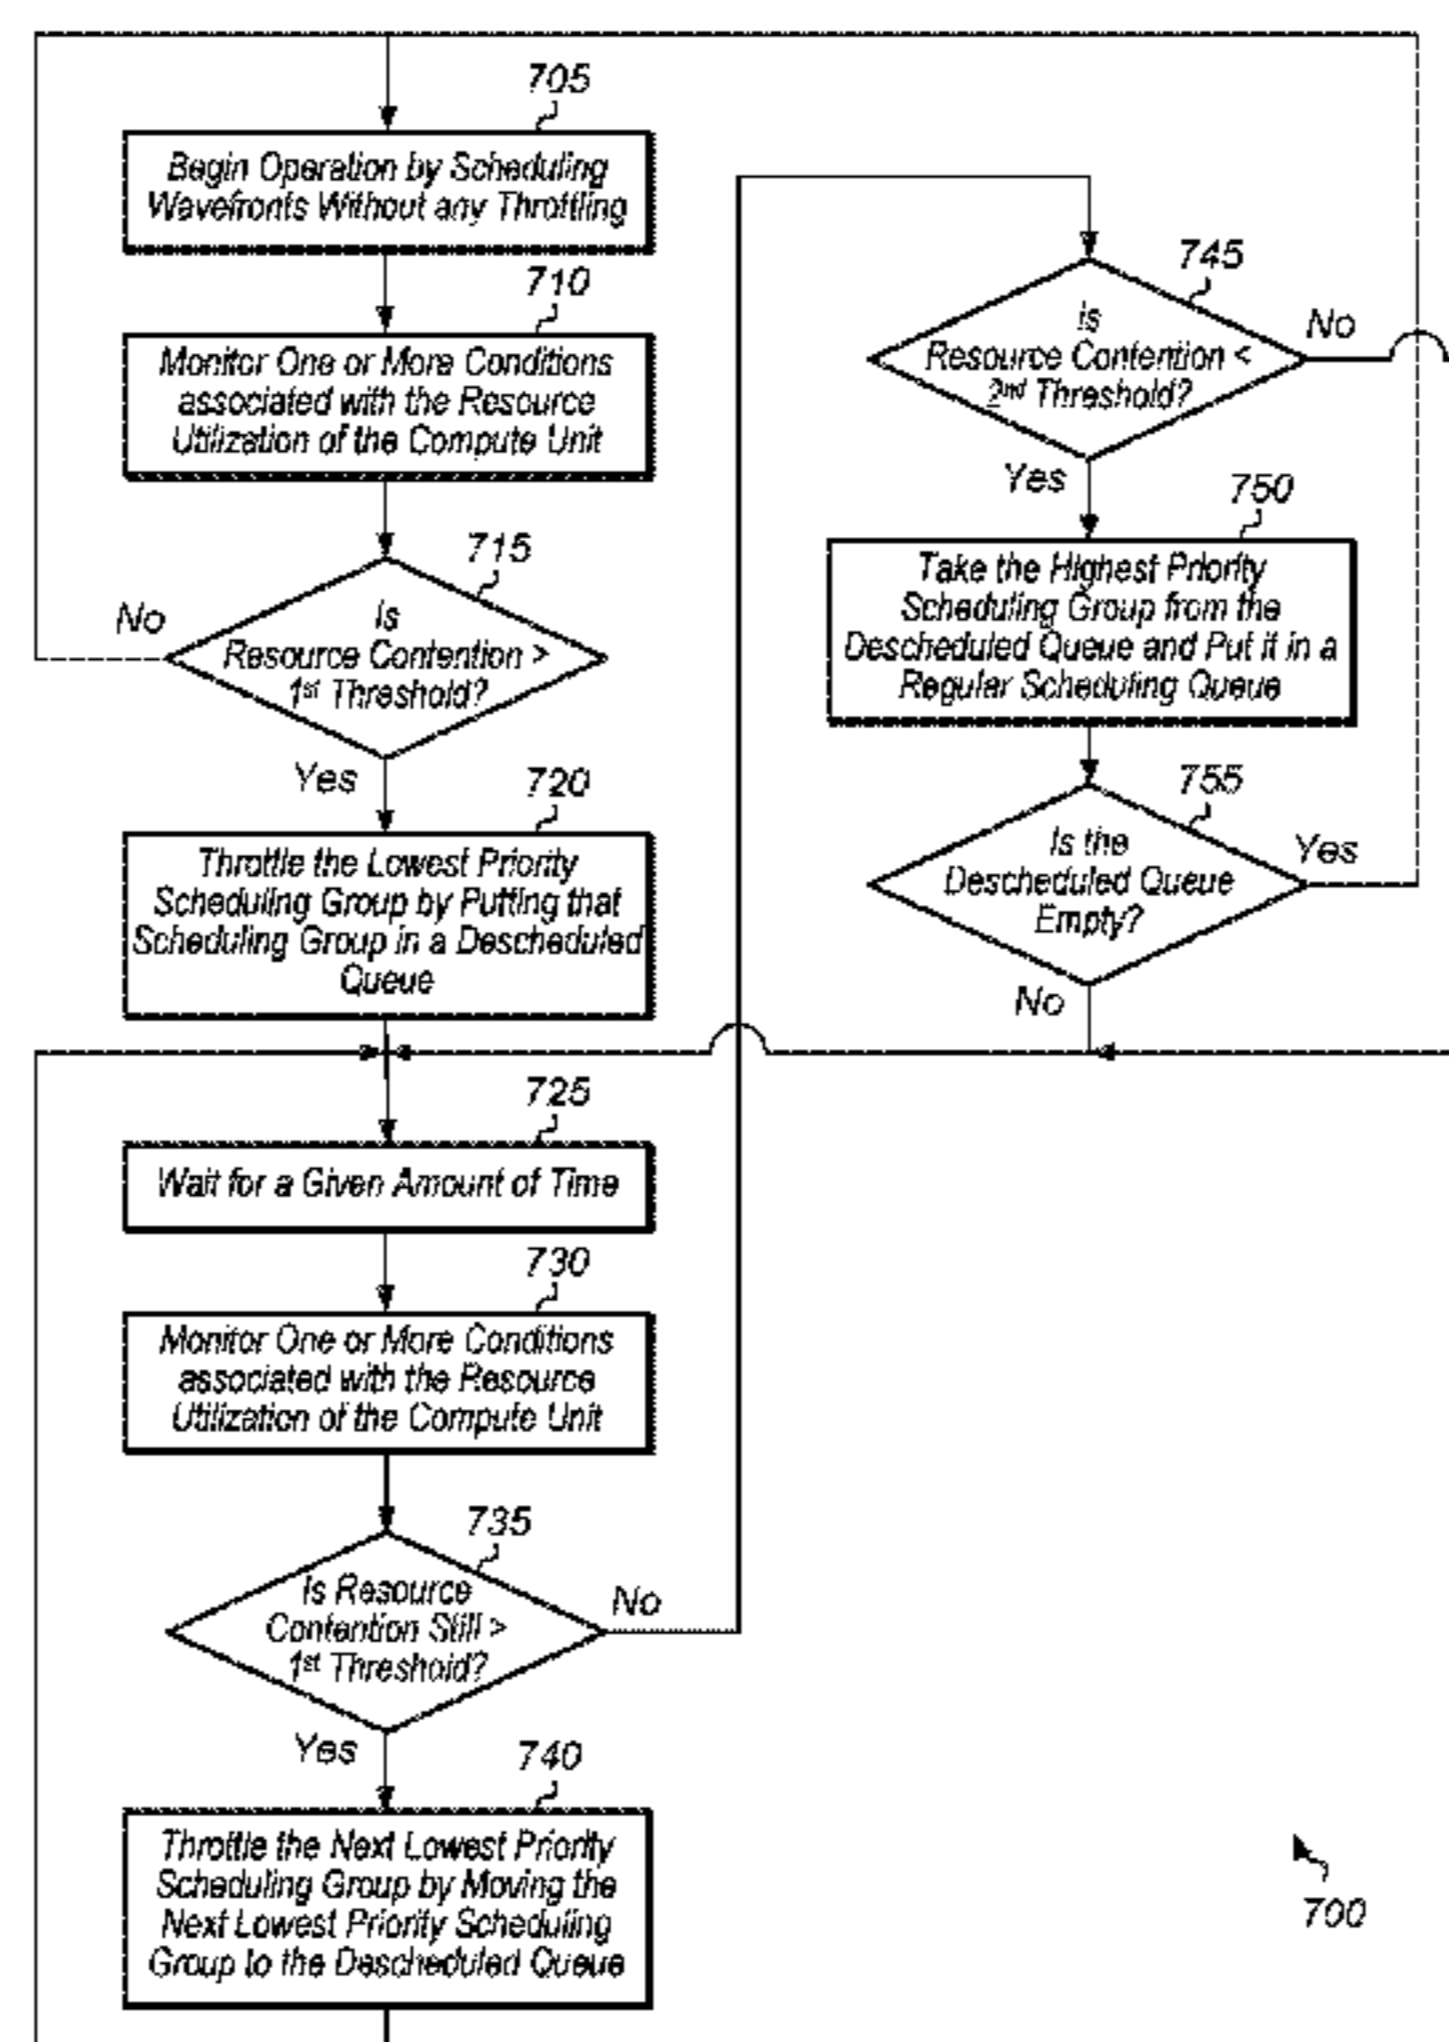 705
Begin Operation by Scheduling
Wavefronts Without any Throttling
710
Monitor One or More Conditions
associated with the Resource
Utilization of the Compute Unit
715
Is
Resource Contention >
1st Threshold?
No
Yes
720
Throttle the Lowest Priority
Scheduling Group by Putting that
Scheduling Group in a Descheduled
Queue
725
Wait for a Given Amount of Time
730
Monitor One or More Conditions
associated with the Resource
Utilization of the Compute Unit
735
Is Resource
Contention Still >
1st Threshold?
No
Yes
740
Throttle the Next Lowest Priority
Scheduling Group by Moving the
Next Lowest Priority Scheduling
Group to the Descheduled Queue
745
Is
Resource Contention <
2nd Threshold?
No
Yes
750
Take the Highest Priority
Scheduling Group from the
Descheduled Queue and Put it in a
Regular Scheduling Queue
755
Is the
Descheduled Queue
Empty?
Yes
No
700